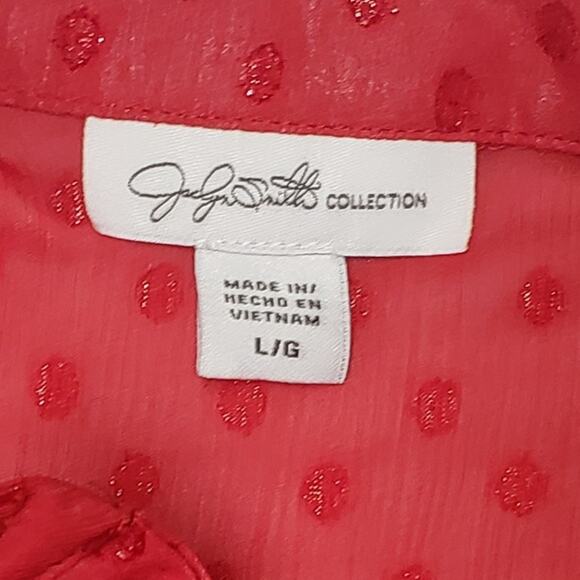 Jaclyn Smith COLLECTION
MADE IN/
HECHO EN
VIETNAM
L/G